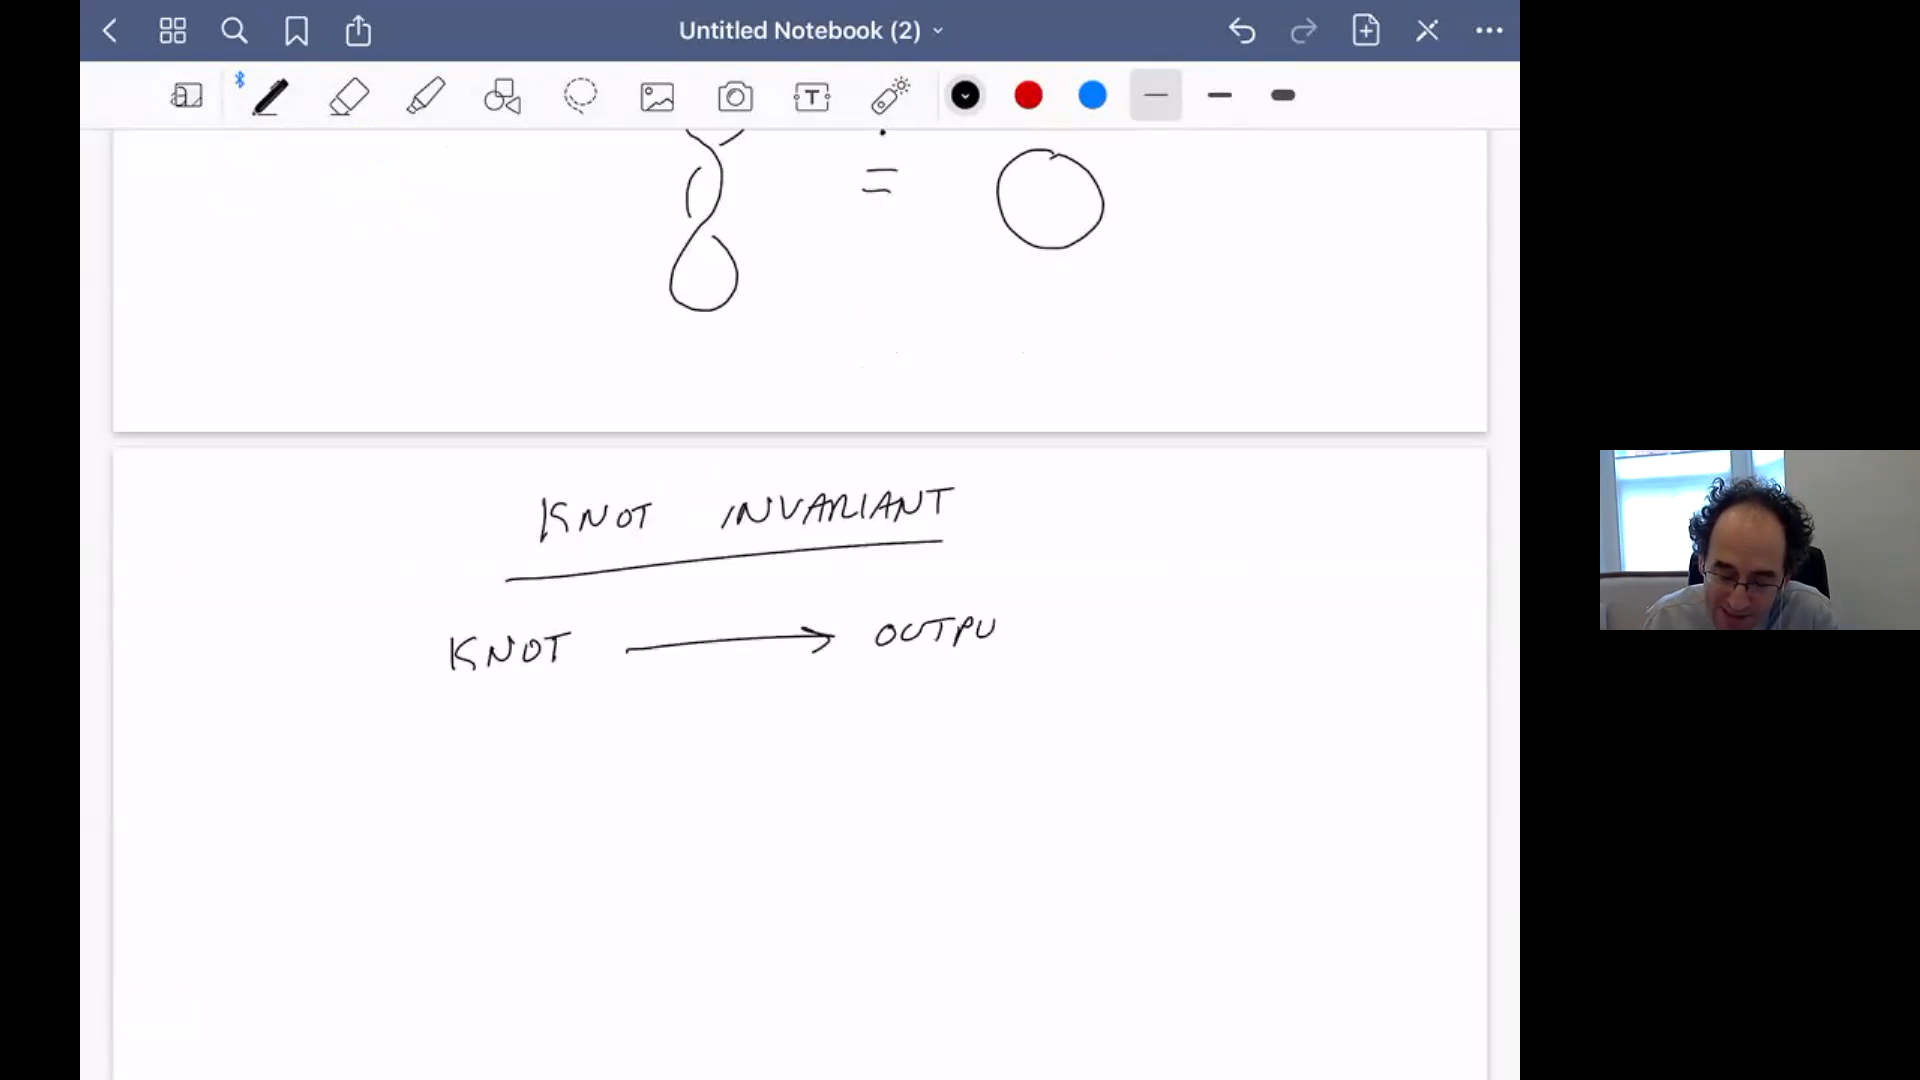 Untitled Notebook (2)
T
=
KNOT INVARIANT
KNOT → OUTPU